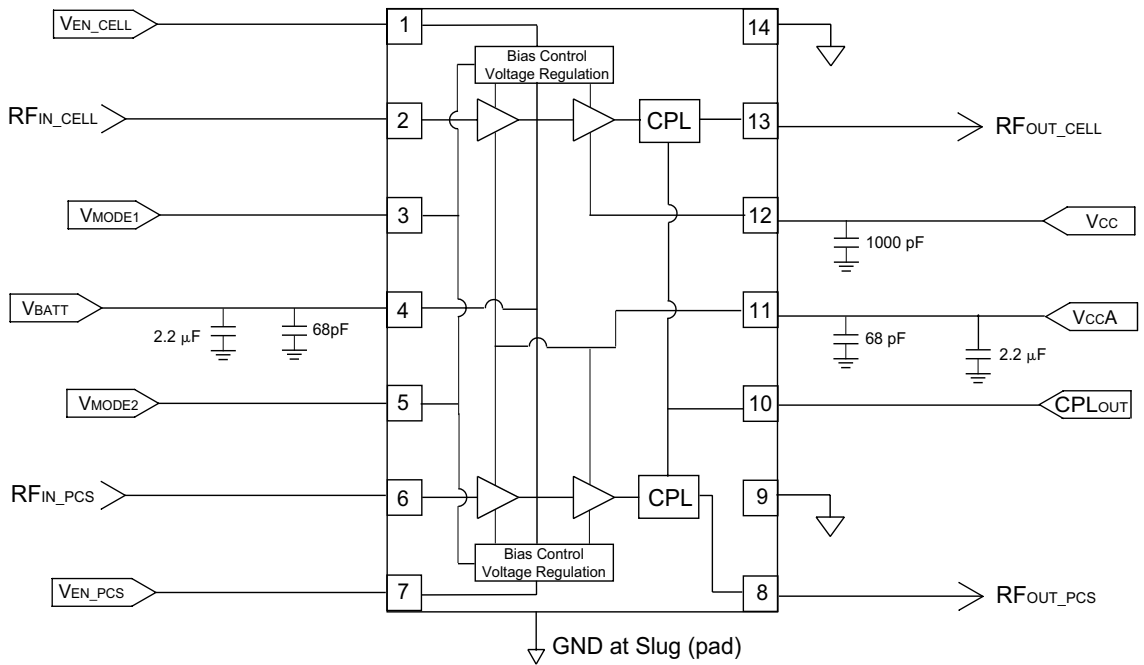 VEN_CELL
1
14
Bias Control
Voltage Regulation
RFIN_CELL
2
CPL
13
RFOUT_CELL
VMODE1
3
12
VCC
1000 pF
VBATT
4
11
VCCA
2.2 μF
68pF
68 pF
2.2 μF
VMODE2
5
10
CPLOUT
RFIN_PCS
6
CPL
9
Bias Control
Voltage Regulation
VEN_PCS
7
8
RFOUT_PCS
GND at Slug (pad)